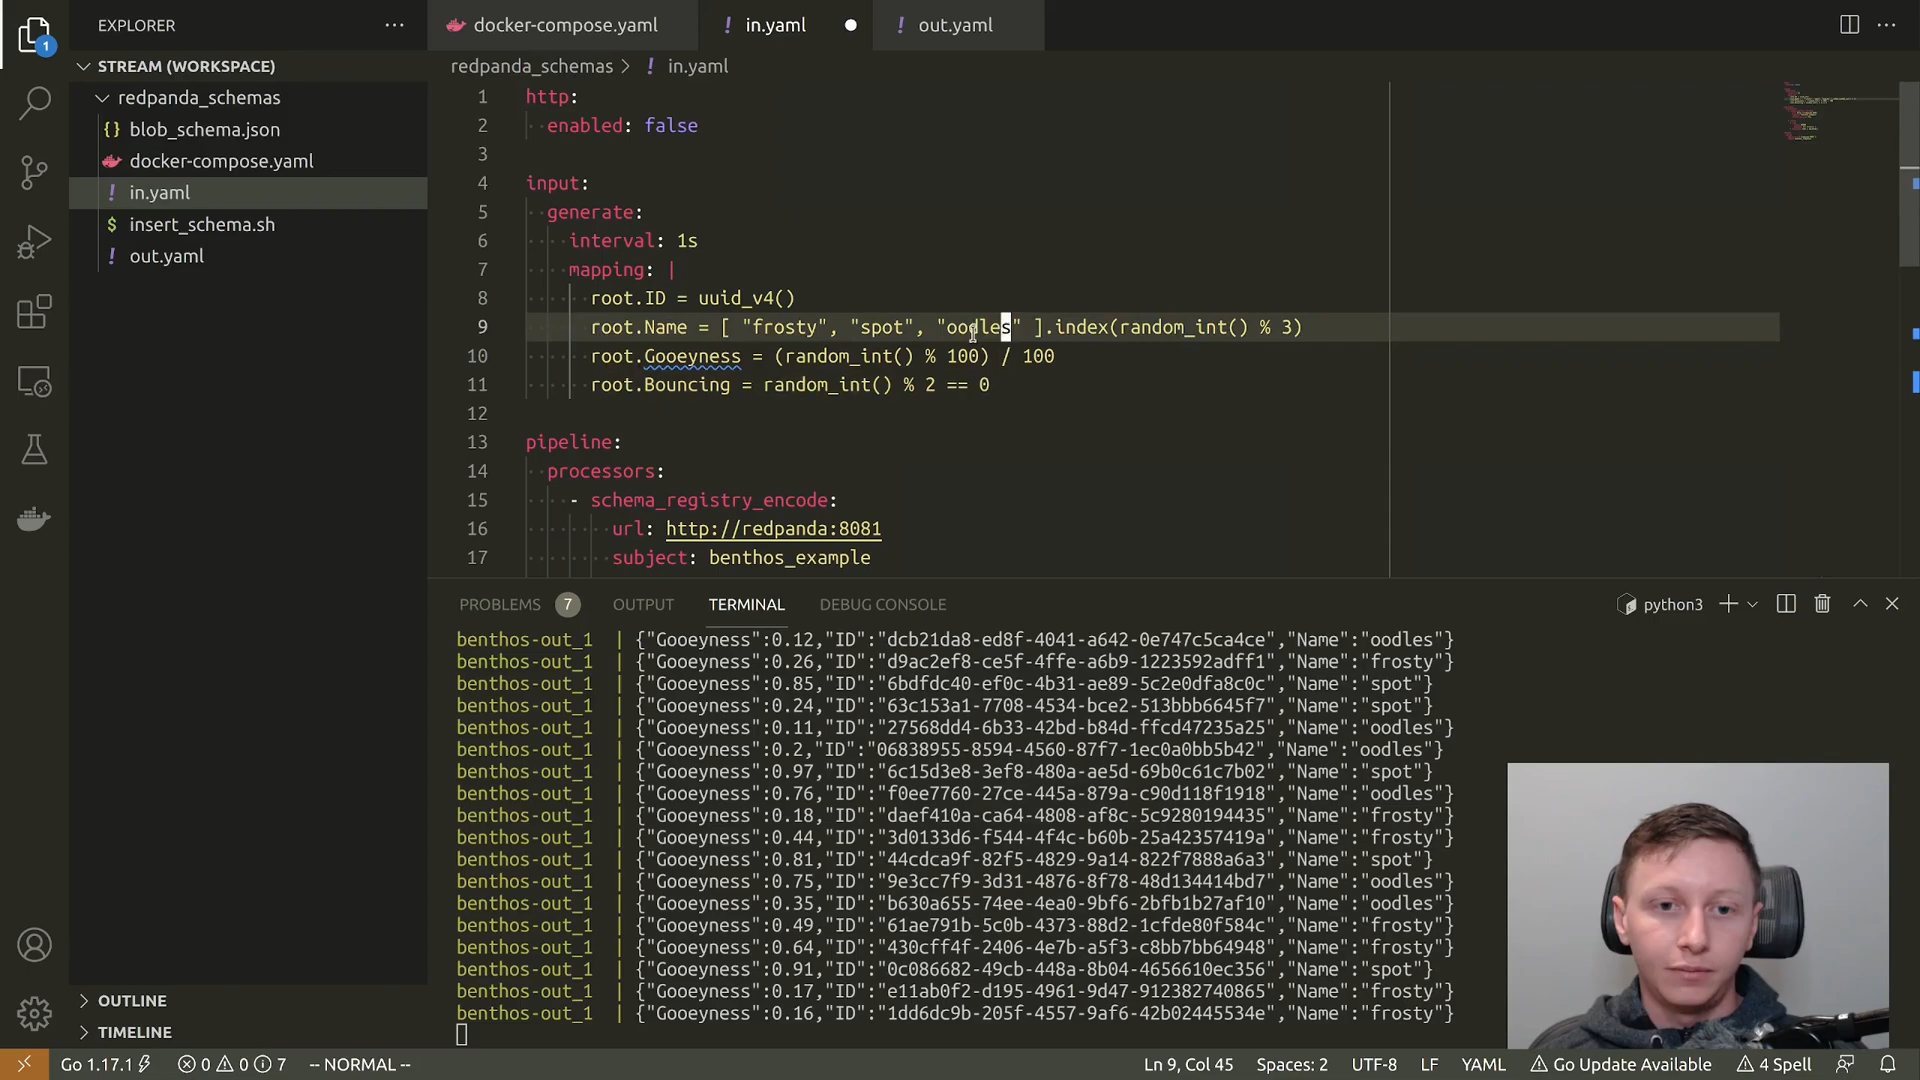 EXPLORER
docker-compose.yaml
in.yaml
out.yaml
STREAM (WORKSPACE)
redpanda_schemas > ! in.yaml
redpanda_schemas
{} blob_schema.json
docker-compose.yaml
! in.yaml
$ insert_schema.sh
! out.yaml
1
1 http:
2 enabled: false
3
4 input:
5 generate:
6 interval: 1s
7 mapping: |
8 root.ID = uuid_v4()
9 root.Name = [ "frosty", "spot", "oodles" ].index(random_int() % 3)
10 root.Gooeyness = (random_int() % 100) / 100
11 root.Bouncing = random_int() % 2 == 0
12
13 pipeline:
14 processors:
15 - schema_registry_encode:
16 url: http://redpanda:8081
17 subject: benthos_example
PROBLEMS 7 OUTPUT TERMINAL DEBUG CONSOLE
python3
benthos-out_1 | {"Gooeyness":0.12,"ID":"dcb21da8-ed8f-4041-a642-0e747c5ca4ce","Name":"oodles"}
benthos-out_1 | {"Gooeyness":0.26,"ID":"d9ac2ef8-ce5f-4ffe-a6b9-1223592adff1","Name":"frosty"}
benthos-out_1 | {"Gooeyness":0.85,"ID":"6bdfdc40-ef0c-4b31-ae89-5c2e0dfa8c0c","Name":"spot"}
benthos-out_1 | {"Gooeyness":0.24,"ID":"63c153a1-7708-4534-bce2-513bbb6645f7","Name":"spot"}
benthos-out_1 | {"Gooeyness":0.11,"ID":"27568dd4-6b33-42bd-b84d-ffcd47235a25","Name":"oodles"}
benthos-out_1 | {"Gooeyness":0.2,"ID":"06838955-8594-4560-87f7-1ec0a0bb5b42","Name":"oodles"}
benthos-out_1 | {"Gooeyness":0.97,"ID":"6c15d3e8-3ef8-480a-ae5d-69b0c61c7b02","Name":"spot"}
benthos-out_1 | {"Gooeyness":0.76,"ID":"f0ee7760-27ce-445a-879a-c90d118f1918","Name":"oodles"}
benthos-out_1 | {"Gooeyness":0.18,"ID":"daef410a-ca64-4808-af8c-5c9280194435","Name":"frosty"}
benthos-out_1 | {"Gooeyness":0.44,"ID":"3d0133d6-f544-4f4c-b60b-25a42357419a","Name":"frosty"}
benthos-out_1 | {"Gooeyness":0.81,"ID":"44cdca9f-82f5-4829-9a14-822f7888a6a3","Name":"spot"}
benthos-out_1 | {"Gooeyness":0.75,"ID":"9e3cc7f9-3d31-4876-8f78-48d134414bd7","Name":"oodles"}
benthos-out_1 | {"Gooeyness":0.35,"ID":"b630a655-74ee-4ea0-9bf6-2bfb1b27af10","Name":"oodles"}
benthos-out_1 | {"Gooeyness":0.49,"ID":"61ae791b-5c0b-4373-88d2-1cfde80f584c","Name":"frosty"}
benthos-out_1 | {"Gooeyness":0.64,"ID":"430cff4f-2406-4e7b-a5f3-c8bb7bb64948","Name":"frosty"}
benthos-out_1 | {"Gooeyness":0.91,"ID":"0c086682-49cb-448a-8b04-4656610ec356","Name":"spot"}
benthos-out_1 | {"Gooeyness":0.17,"ID":"e11ab0f2-d195-4961-9d47-912382740865","Name":"frosty"}
benthos-out_1 | {"Gooeyness":0.16,"ID":"1dd6dc9b-205f-4557-9af6-42b02445534e","Name":"frosty"}
OUTLINE
TIMELINE
Go 1.17.1 0 0 7 -- NORMAL -- Ln 9, Col 45 Spaces: 2 UTF-8 LF YAML Go Update Available 4 Spell